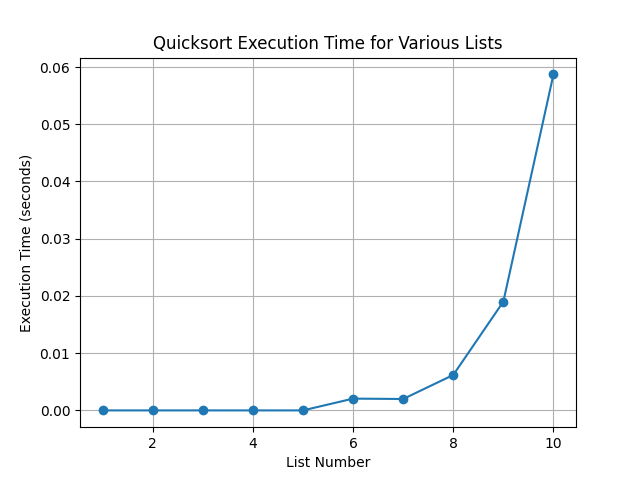 Quicksort Execution Time for Various Lists
0.06
0.05
0.04
0.03
0.02
0.01
0.00
Execution Time (seconds)
2 4 6 8 10
List Number